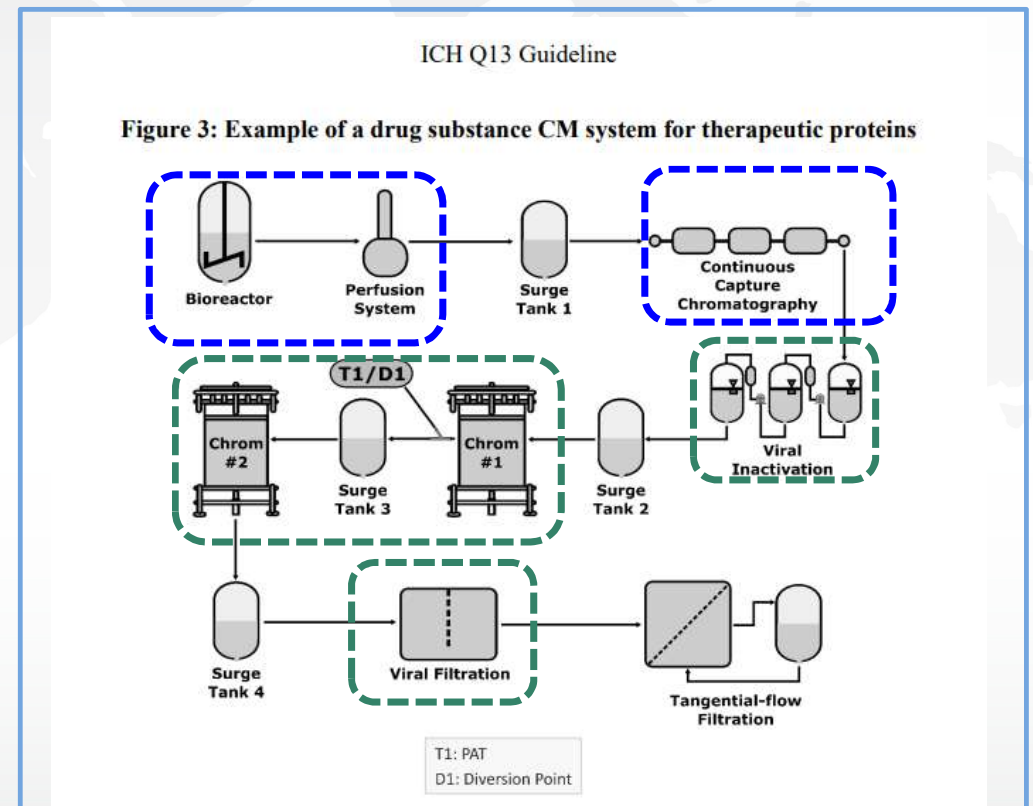 ICH Q13 Guideline
Figure 3: Example of a drug substance CM system for therapeutic proteins
Bioreactor
Perfusion
System
Surge
Tank 1
Continuous
Capture
Chromatography
T1/D1
Chrom
#2
Surge
Tank 3
Chrom
#1
Surge
Tank 2
Viral
Inactivation
Surge
Tank 4
Viral Filtration
Tangential-flow
Filtration
T1: PAT
D1: Diversion Point